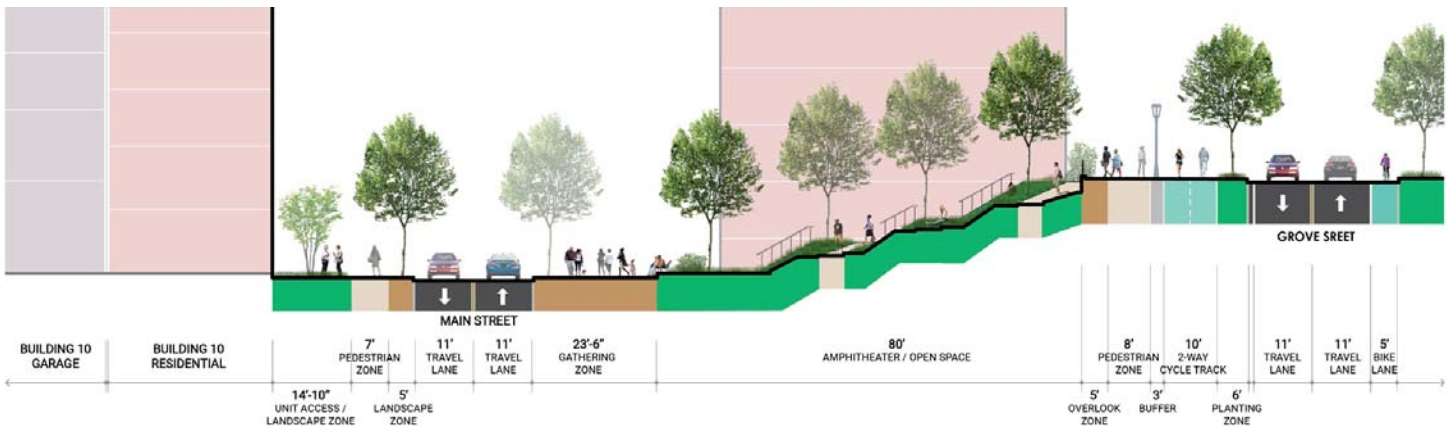 GROVE SREET
MAIN STREET
BUILDING 10
GARAGE
BUILDING 10
RESIDENTIAL
14'-10"
UNIT ACCESS /
LANDSCAPE ZONE
7'
PEDESTRIAN
ZONE
5'
LANDSCAPE
ZONE
11'
TRAVEL
LANE
11'
TRAVEL
LANE
23'-6"
GATHERING
ZONE
80'
AMPHITHEATER / OPEN SPACE
5'
OVERLOOK
ZONE
8'
PEDESTRIAN
ZONE
3'
BUFFER
10'
2-WAY
CYCLE TRACK
6'
PLANTING
ZONE
11'
TRAVEL
LANE
11'
TRAVEL
LANE
5'
BIKE
LANE